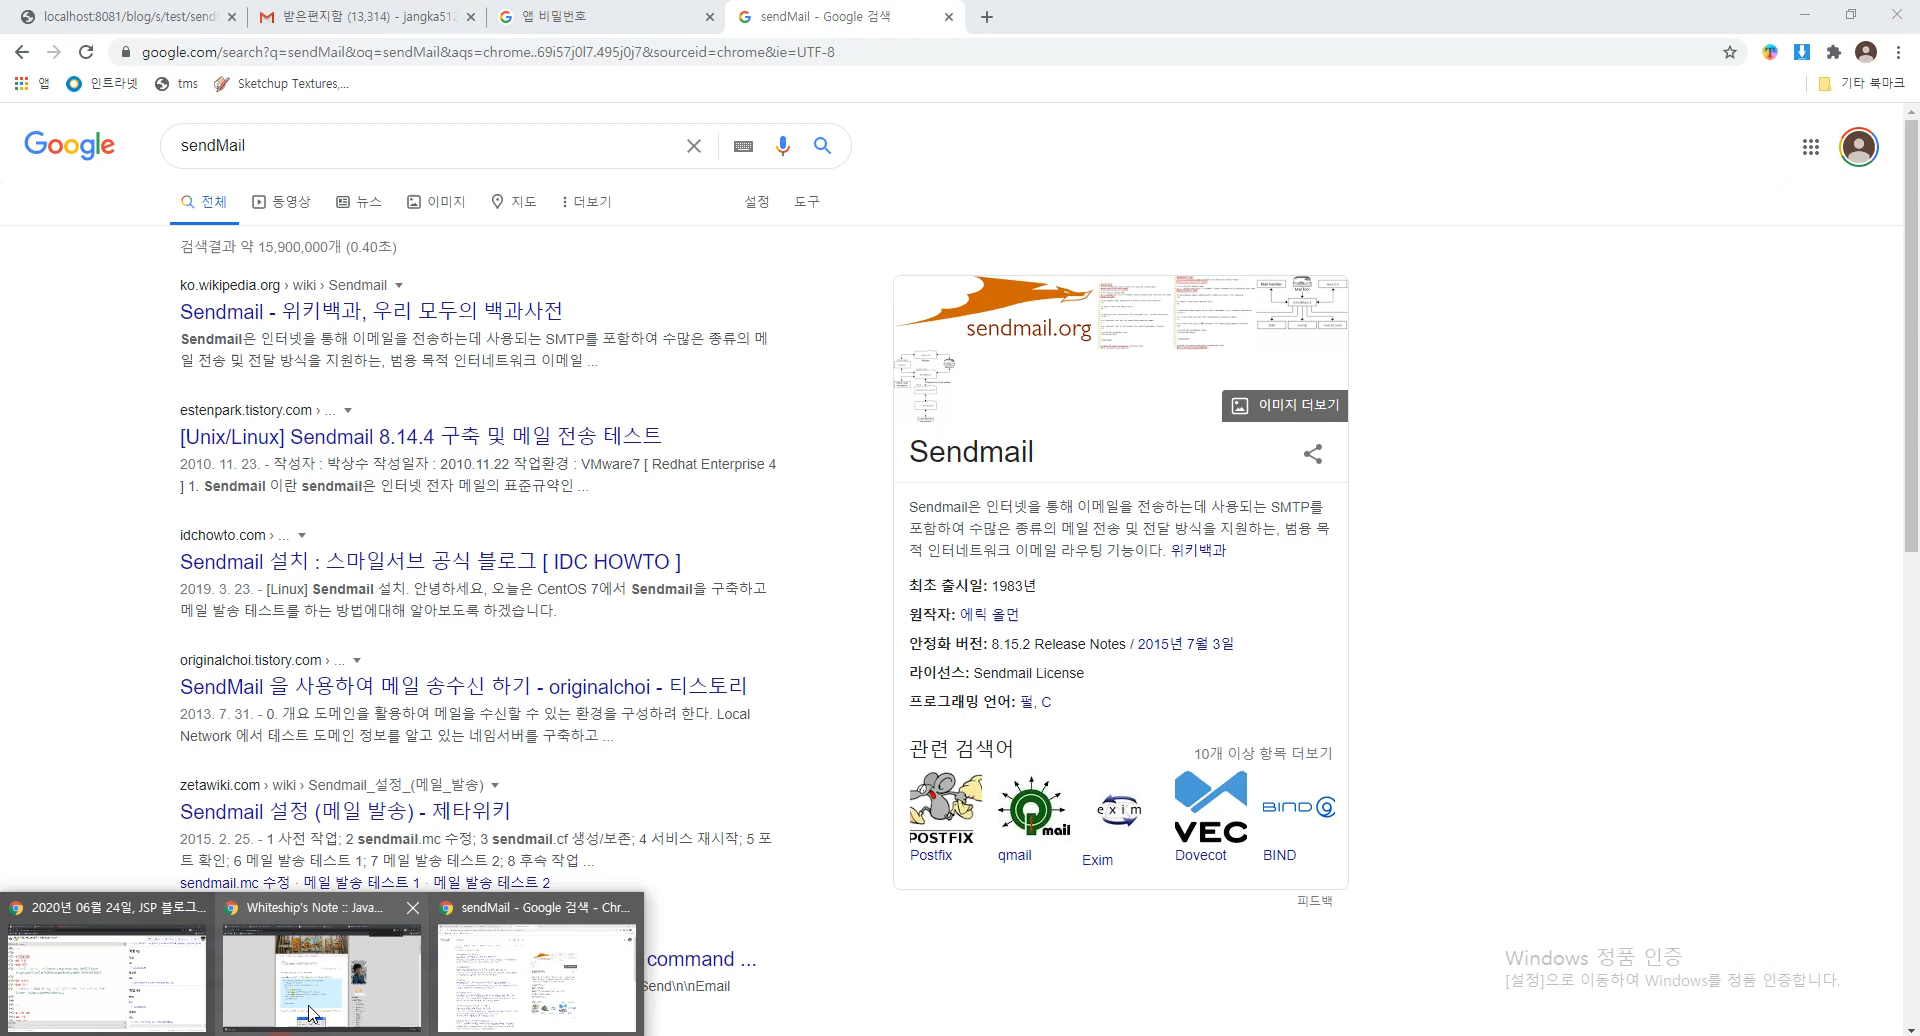 localhost:8081/blog/s/test/send
받은편지함 (13,314) - jangka512
앱 비밀번호
sendMail - Google 검색
google.com/search?q=sendMail&oq=sendMail&aqs=chrome..69i57j0l7.495j0j7&sourceid=chrome&ie=UTF-8
앱 인트라넷 tms Sketchup Textures,...
기타 북마크
Google
sendMail
전체 동영상 뉴스 이미지 지도 더보기 설정 도구
검색결과 약 15,900,000개 (0.40초)
ko.wikipedia.org › wiki › Sendmail
Sendmail - 위키백과, 우리 모두의 백과사전
Sendmail은 인터넷을 통해 이메일을 전송하는데 사용되는 SMTP를 포함하여 수많은 종류의 메
일 전송 및 전달 방식을 지원하는, 범용 목적 인터네트워크 이메일 ...
estenpark.tistory.com › ...
[Unix/Linux] Sendmail 8.14.4 구축 및 메일 전송 테스트
2010. 11. 23. - 작성자 : 박상수 작성일자 : 2010.11.22 작업환경 : VMware7 [ Redhat Enterprise 4
] 1. Sendmail 이란 sendmail은 인터넷 전자 메일의 표준규약인 ...
idchowto.com › ...
Sendmail 설치 : 스마일서브 공식 블로그 [ IDC HOWTO ]
2019. 3. 23. - [Linux] Sendmail 설치. 안녕하세요, 오늘은 CentOS 7에서 Sendmail을 구축하고
메일 발송 테스트를 하는 방법에대해 알아보도록 하겠습니다.
originalchoi.tistory.com › ...
SendMail 을 사용하여 메일 송수신 하기 - originalchoi - 티스토리
2013. 7. 31. - 0. 개요 도메인을 활용하여 메일을 수신할 수 있는 환경을 구성하려 한다. Local
Network 에서 테스트 도메인 정보를 알고 있는 네임서버를 구축하고 ...
zetawiki.com › wiki › Sendmail_설정_(메일_발송)
Sendmail 설정 (메일 발송) - 제타위키
2015. 2. 25. - 1 사전 작업; 2 sendmail.mc 수정; 3 sendmail.cf 생성/보존; 4 서비스 재시작; 5 포
트 확인; 6 메일 발송 테스트 1; 7 메일 발송 테스트 2; 8 후속 작업 ...
sendmail.mc 수정 · 메일 발송 테스트 1 · 메일 발송 테스트 2
command ...
Send\n\nEmail
sendmail.org
이미지 더보기
Sendmail
Sendmail은 인터넷을 통해 이메일을 전송하는데 사용되는 SMTP를
포함하여 수많은 종류의 메일 전송 및 전달 방식을 지원하는, 범용 목
적 인터네트워크 이메일 라우팅 기능이다. 위키백과
최초 출시일: 1983년
원작자: 에릭 올먼
안정화 버전: 8.15.2 Release Notes / 2015년 7월 3일
라이선스: Sendmail License
프로그래밍 언어: 펄, C
관련 검색어
10개 이상 항목 더보기
POSTFIX
mail
exim
VEC
BIND 9
Postfix
qmail
Exim
Dovecot
BIND
피드백
2020년 06월 24일, JSP 블로그...
Whiteship's Note :: Java...
sendMail - Google 검색 - Chr...
Windows 정품 인증
[설정]으로 이동하여 Windows를 정품 인증합니다.